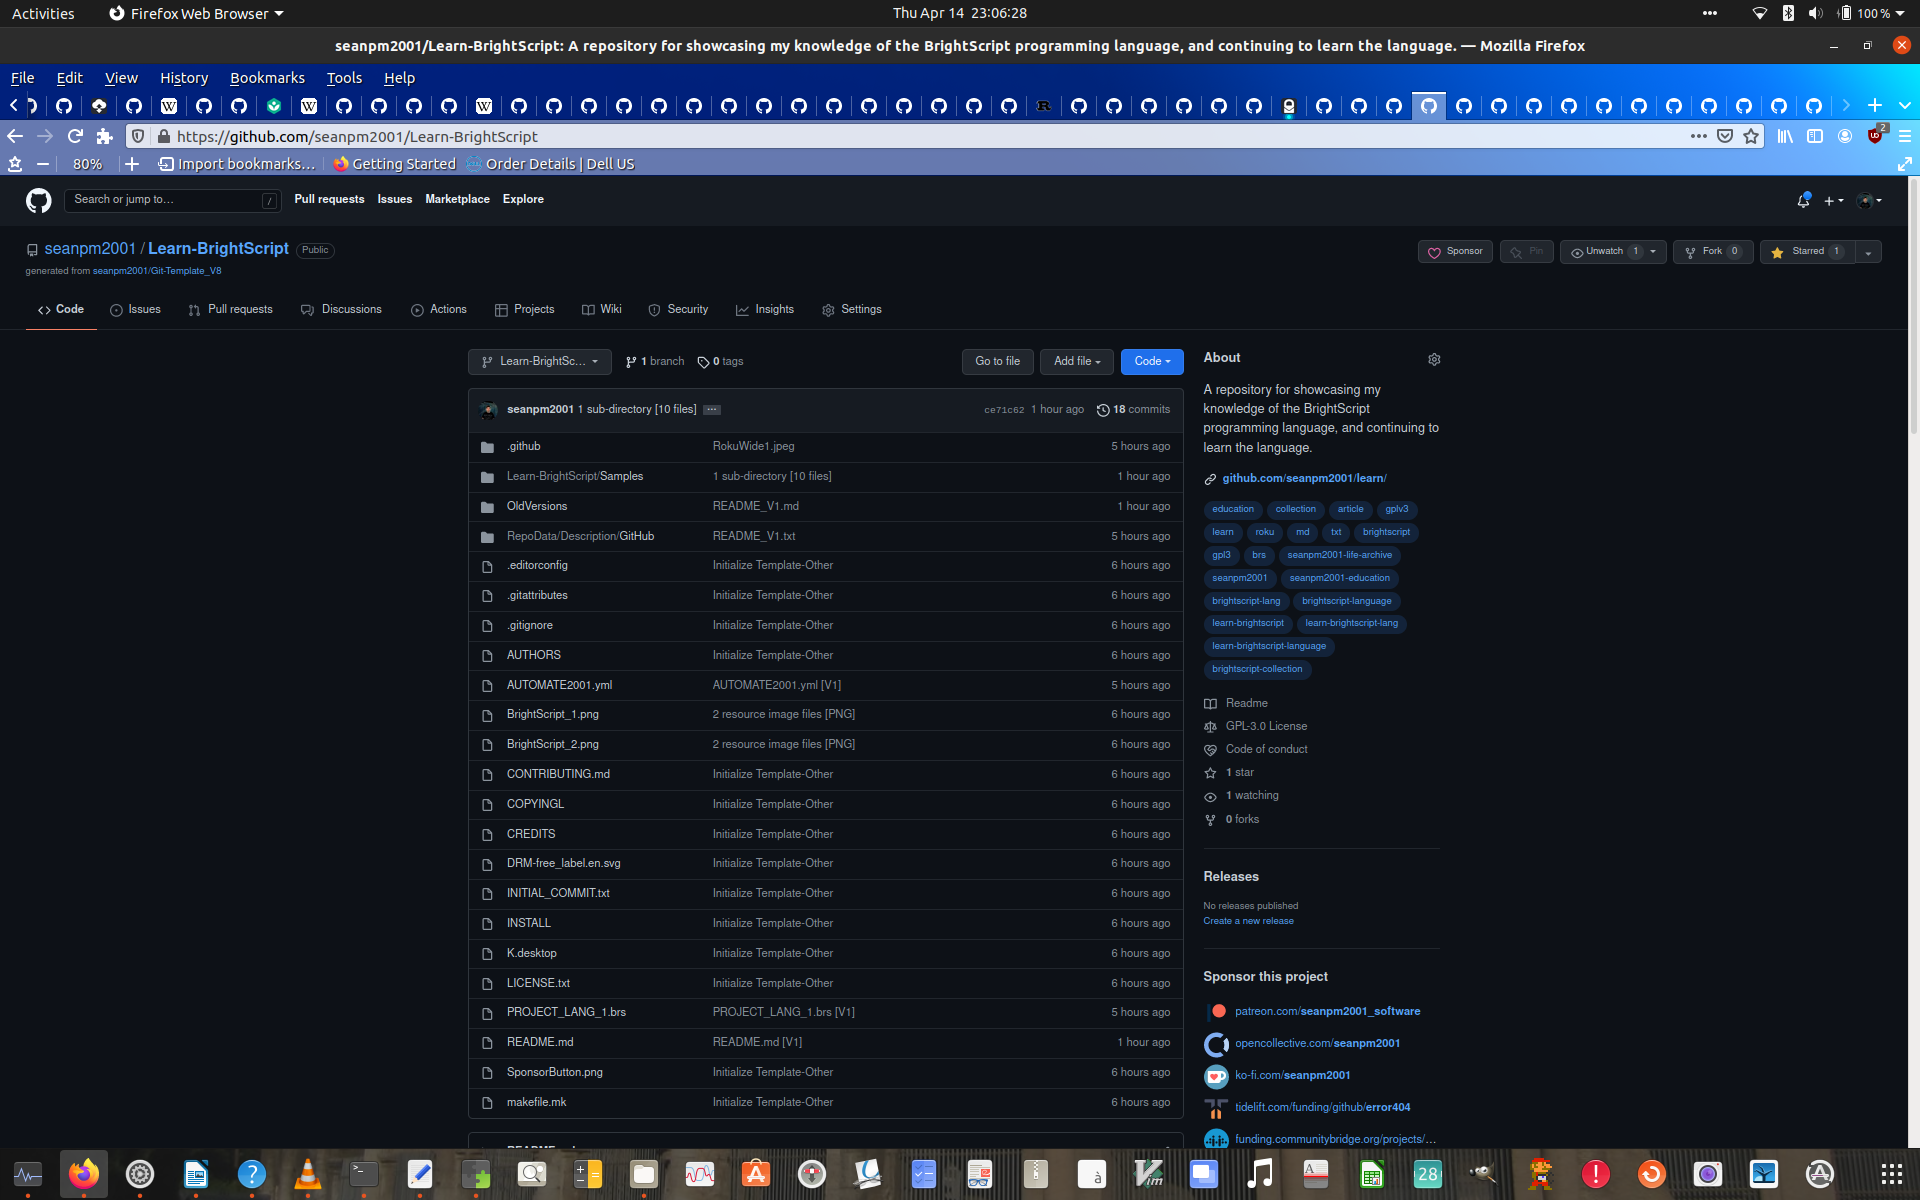 Activities
Firefox Web Browser
Thu Apr 14 23:06:28
100 %
seanpm2001/Learn-BrightScript: A repository for showcasing my knowledge of the BrightScript programming language, and continuing to learn the language. — Mozilla Firefox
File Edit View History Bookmarks Tools Help
https://github.com/seanpm2001/Learn-BrightScript
2
80%
Import bookmarks...
Getting Started
Order Details | Dell US
Search or jump to...
/
Pull requests Issues Marketplace Explore
seanpm2001 / Learn-BrightScript Public
Sponsor Pin Unwatch 1 Fork 0 Starred 1
generated from seanpm2001/Git-Template_V8
Code Issues Pull requests Discussions Actions Projects Wiki Security Insights Settings
Learn-BrightSc... 1 branch 0 tags Go to file Add file Code
seanpm2001 1 sub-directory [10 files] ... ce71c62 1 hour ago 18 commits
.github RokuWide1.jpeg 5 hours ago
Learn-BrightScript/Samples 1 sub-directory [10 files] 1 hour ago
OldVersions README_V1.md 1 hour ago
RepoData/Description/GitHub README_V1.txt 5 hours ago
.editorconfig Initialize Template-Other 6 hours ago
.gitattributes Initialize Template-Other 6 hours ago
.gitignore Initialize Template-Other 6 hours ago
AUTHORS Initialize Template-Other 6 hours ago
AUTOMATE2001.yml AUTOMATE2001.yml [V1] 5 hours ago
BrightScript_1.png 2 resource image files [PNG] 6 hours ago
BrightScript_2.png 2 resource image files [PNG] 6 hours ago
CONTRIBUTING.md Initialize Template-Other 6 hours ago
COPYINGL Initialize Template-Other 6 hours ago
CREDITS Initialize Template-Other 6 hours ago
DRM-free_label.en.svg Initialize Template-Other 6 hours ago
INITIAL_COMMIT.txt Initialize Template-Other 6 hours ago
INSTALL Initialize Template-Other 6 hours ago
K.desktop Initialize Template-Other 6 hours ago
LICENSE.txt Initialize Template-Other 6 hours ago
PROJECT_LANG_1.brs PROJECT_LANG_1.brs [V1] 5 hours ago
README.md README.md [V1] 1 hour ago
SponsorButton.png Initialize Template-Other 6 hours ago
makefile.mk Initialize Template-Other 6 hours ago
About
A repository for showcasing my
knowledge of the BrightScript
programming language, and continuing to
learn the language.
github.com/seanpm2001/learn/
education collection article gplv3
learn roku md txt brightscript
gpl3 brs seanpm2001-life-archive
seanpm2001 seanpm2001-education
brightscript-lang brightscript-language
learn-brightscript learn-brightscript-lang
learn-brightscript-language
brightscript-collection
Readme
GPL-3.0 License
Code of conduct
1 star
1 watching
0 forks
Releases
No releases published
Create a new release
Sponsor this project
patreon.com/seanpm2001_software
opencollective.com/seanpm2001
ko-fi.com/seanpm2001
tidelift.com/funding/github/error404
funding.communitybridge.org/projects/...
28